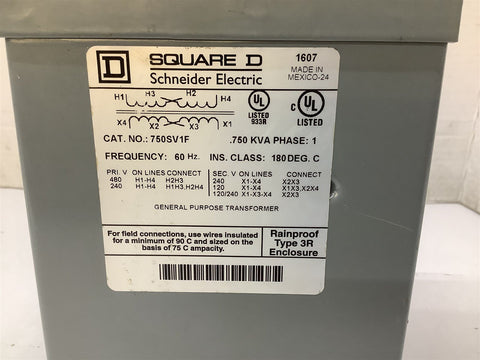 D SQUARE D 1607
Schneider Electric MADE IN
MEXICO-24
H1 H3 H2 H4
X4 X2 X3 X1
UL LISTED 933R
C UL LISTED
CAT. NO.: 750SV1F .750 KVA PHASE: 1
FREQUENCY: 60 Hz. INS. CLASS: 180 DEG. C
PRI. V ON LINES CONNECT SEC. V ON LINES CONNECT
480 H1-H4 H2H3 240 X1-X4 X2X3
240 H1-H4 H1H3,H2H4 120 X1-X4 X1X3,X2X4
120/240 X1-X3-X4 X2X3
GENERAL PURPOSE TRANSFORMER
For field connections, use wires insulated
for a minimum of 90 C and sized on the
basis of 75 C ampacity.
Rainproof
Type 3R
Enclosure